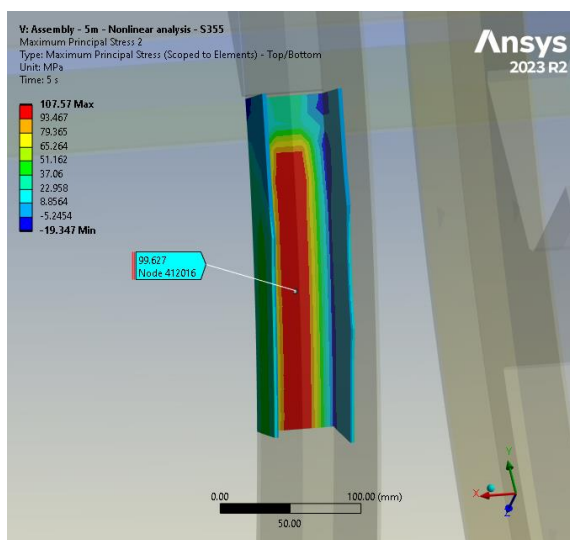 V: Assembly - 5m - Nonlinear analysis - S355
Maximum Principal Stress 2
Type: Maximum Principal Stress (Scoped to Elements) - Top/Bottom
Unit: MPa
Time: 5 s
Ansys
2023 R2
107.57 Max
93.467
79.365
65.264
51.162
37.06
22.958
8.8564
-5.2454
-19.347 Min
99.627
Node 412016
0.00
100.00 (mm)
50.00
Y
X
Z